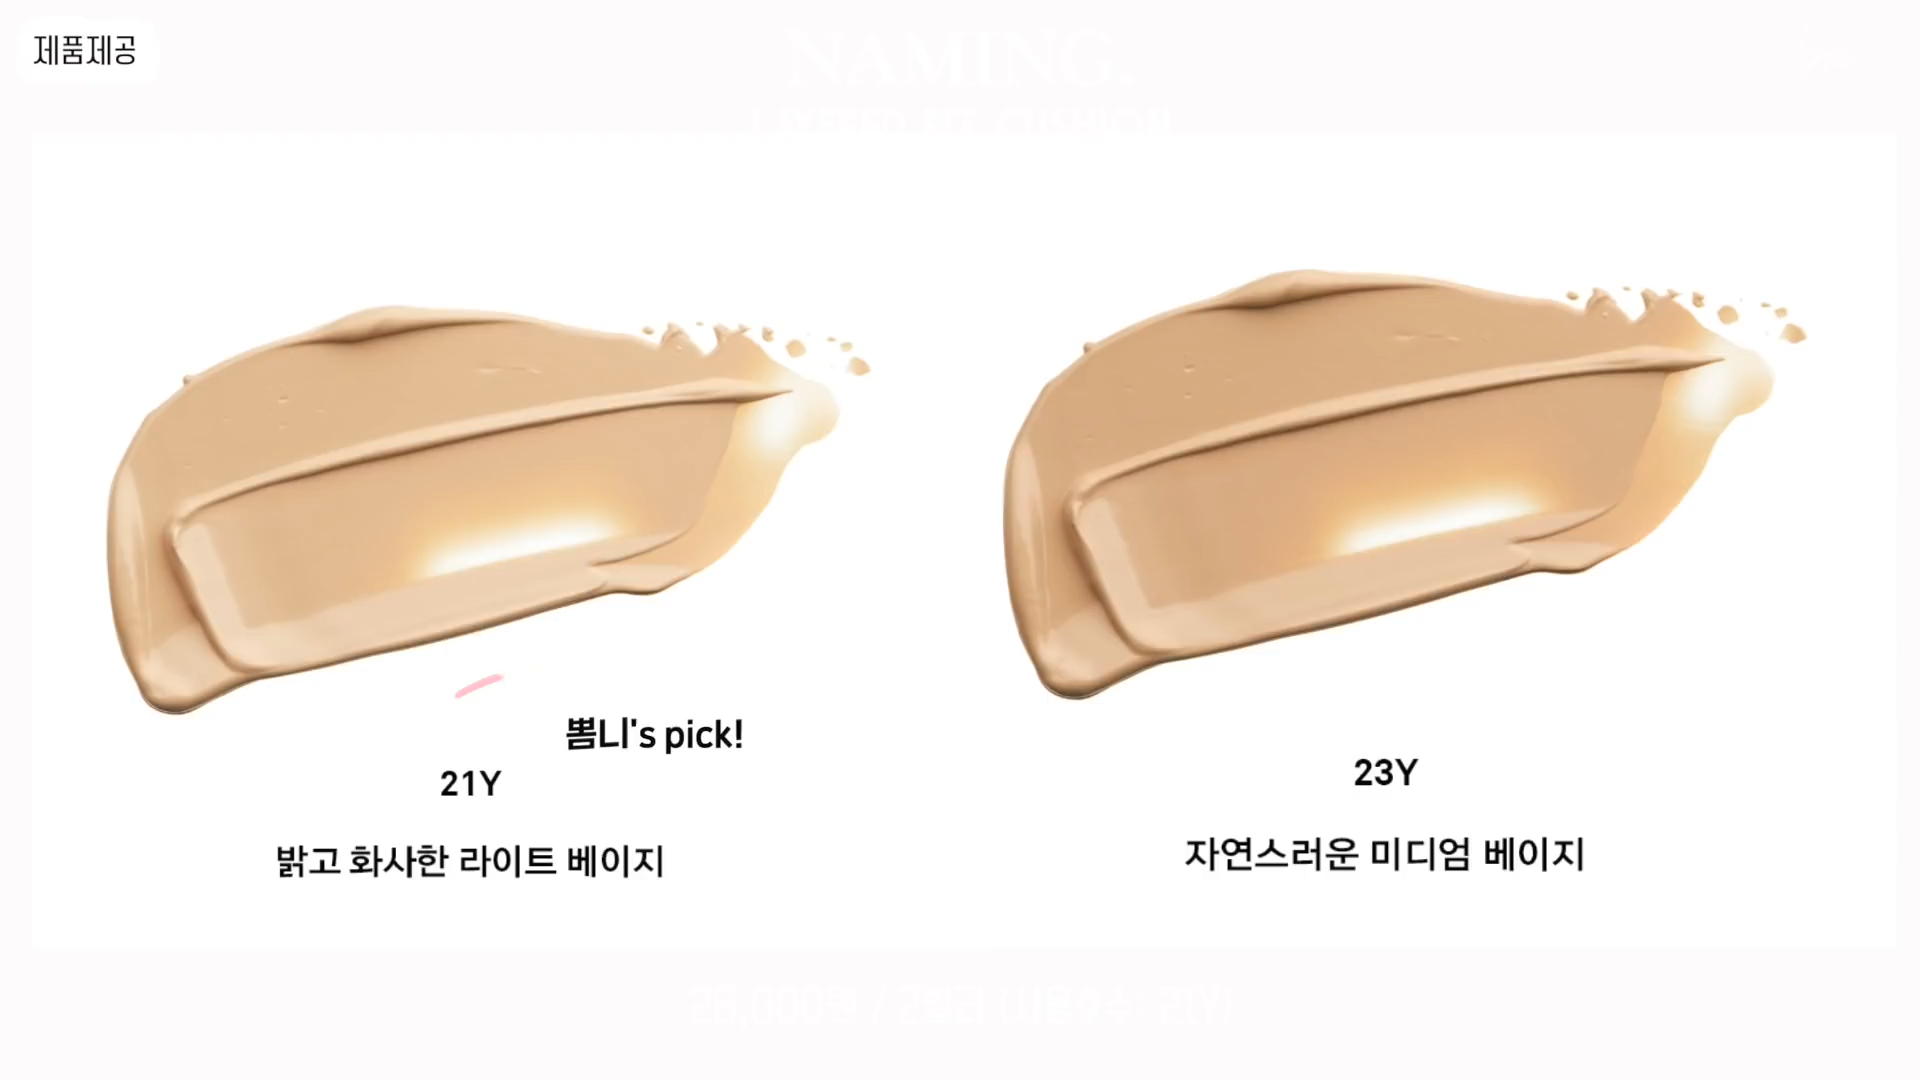 제품제공
NAMING.
뽐니's pick!
21Y
23Y
밝고 화사한 라이트 베이지
자연스러운 미디엄 베이지